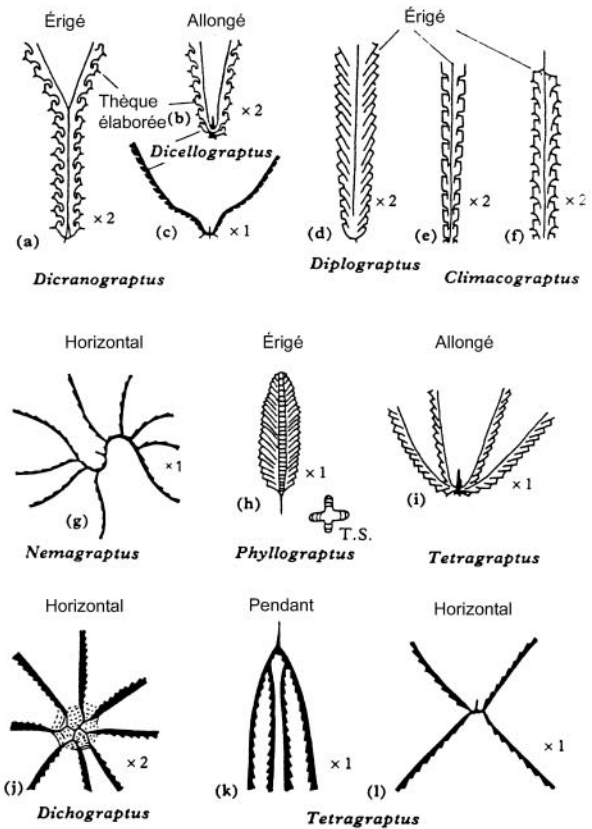 Érigé
Allongé
Érigé
Thèque
élaborée
× 2
(b)
Dicellograptus
× 2
(a)
(c)
× 1
× 2
(d)
× 2
(e)
× 2
(f)
Dicranograptus
Diplograptus
Climacograptus
Horizontal
Érigé
Allongé
× 1
(g)
× 1
(h)
T.S.
× 1
(i)
Nemagraptus
Phyllograptus
Tetragraptus
Horizontal
Pendant
Horizontal
× 2
(j)
× 1
(k)
× 1
(l)
Dichograptus
Tetragraptus